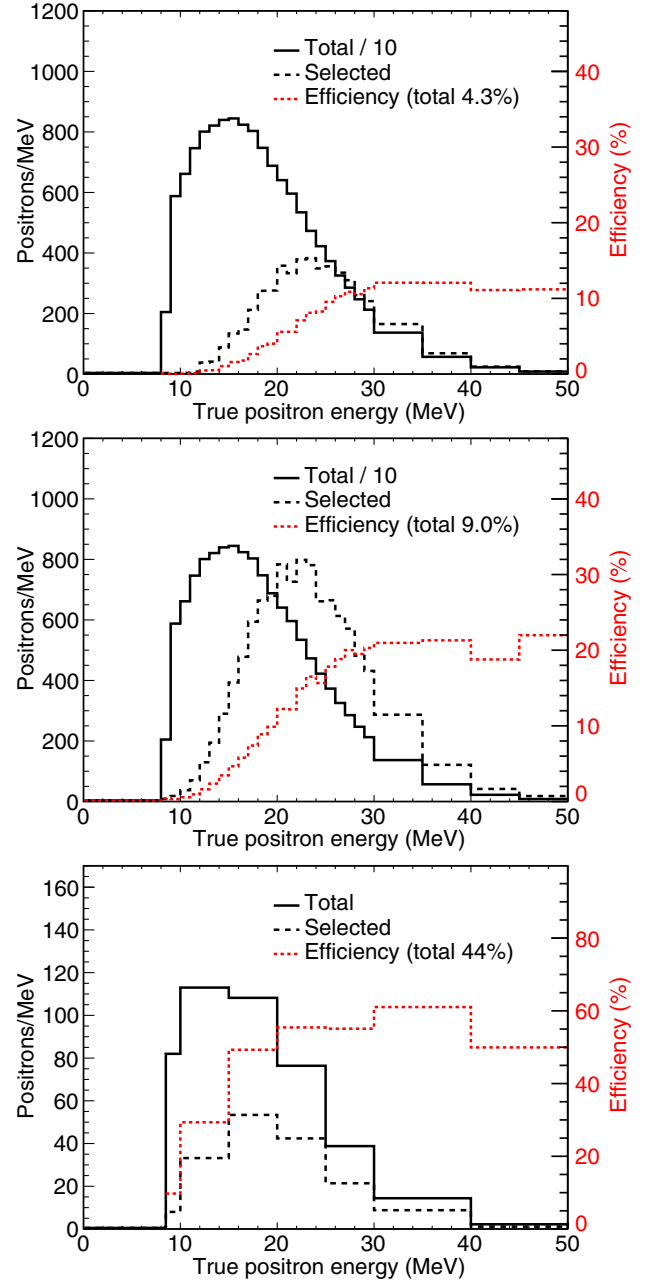 1200
1000
800
600
400
200
0
Positrons/MeV
Total / 10
Selected
Efficiency (total 4.3%)
40
30
20
10
0
Efficiency (%)
0 10 20 30 40 50
True positron energy (MeV)
1200
1000
800
600
400
200
0
Positrons/MeV
Total / 10
Selected
Efficiency (total 9.0%)
40
30
20
10
0
Efficiency (%)
0 10 20 30 40 50
True positron energy (MeV)
160
140
120
100
80
60
40
20
0
Positrons/MeV
Total
Selected
Efficiency (total 44%)
80
60
40
20
0
Efficiency (%)
0 10 20 30 40 50
True positron energy (MeV)